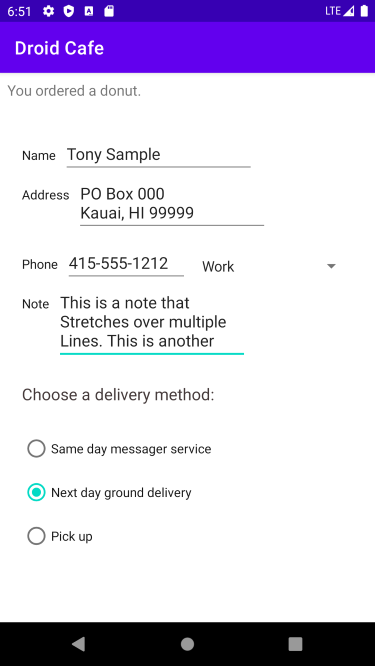 6:51
LTE
Droid Cafe
You ordered a donut.
Name Tony Sample
Address PO Box 000
Kauai, HI 99999
Phone 415-555-1212 Work
Note This is a note that
Stretches over multiple
Lines. This is another
Choose a delivery method:
Same day messager service
Next day ground delivery
Pick up